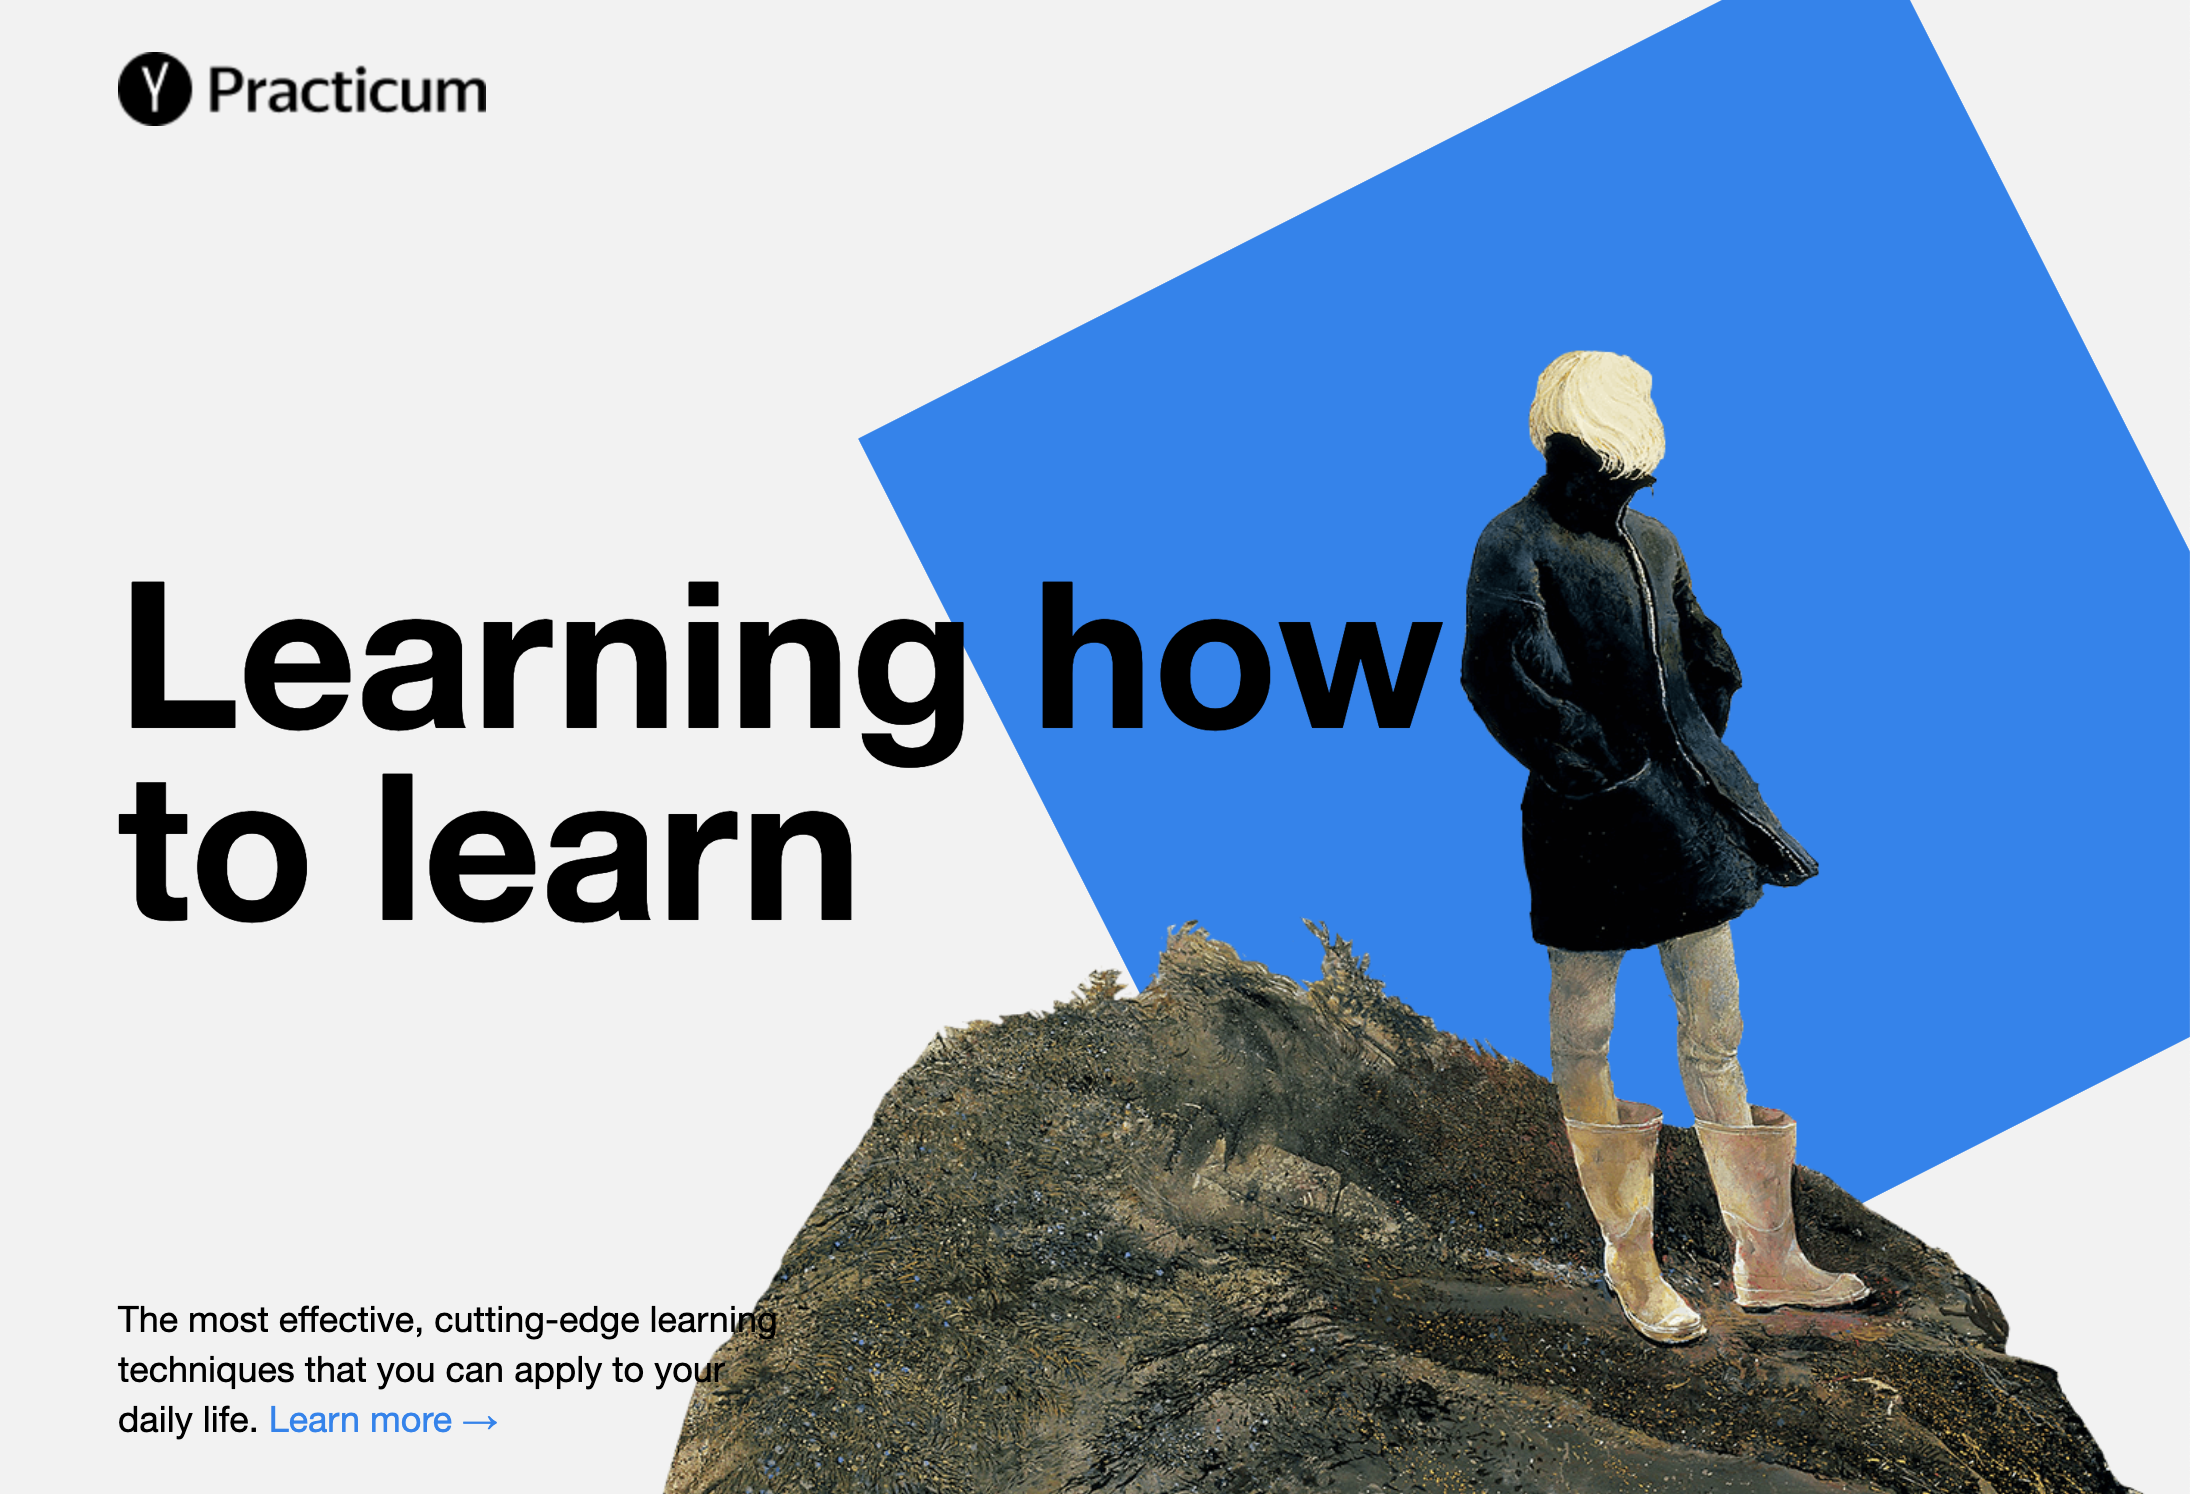 Y Practicum
Learning how
to learn
The most effective, cutting-edge learning
techniques that you can apply to your
daily life. Learn more →